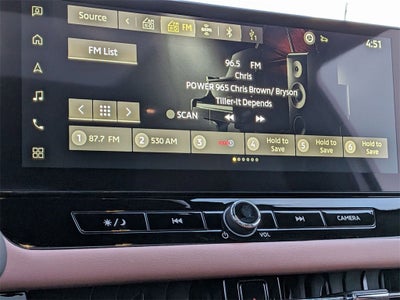 Source FM 4:51
FM List
96.5 FM
Chris
POWER 965 Chris Brown/ Bryson
Tiller-It Depends
SCAN
1 87.7 FM 2 530 AM 3 4 Hold to Save 5 Hold to Save 6 Hold to Save
VOL CAMERA